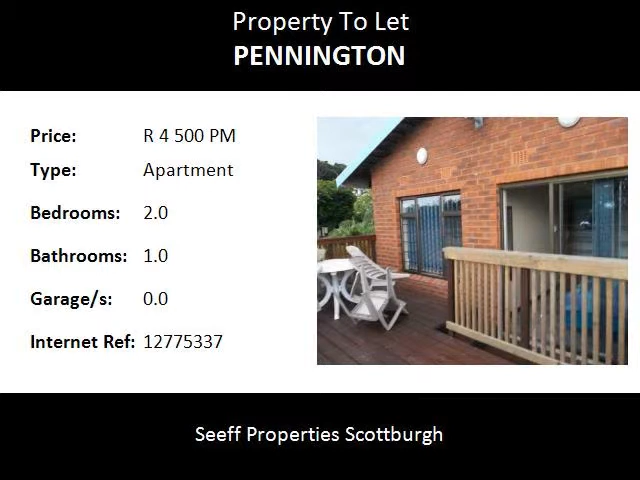 Property To Let
PENNINGTON
Price: R 4 500 PM
Type: Apartment
Bedrooms: 2.0
Bathrooms: 1.0
Garage/s: 0.0
Internet Ref: 12775337
Seeff Properties Scottburgh